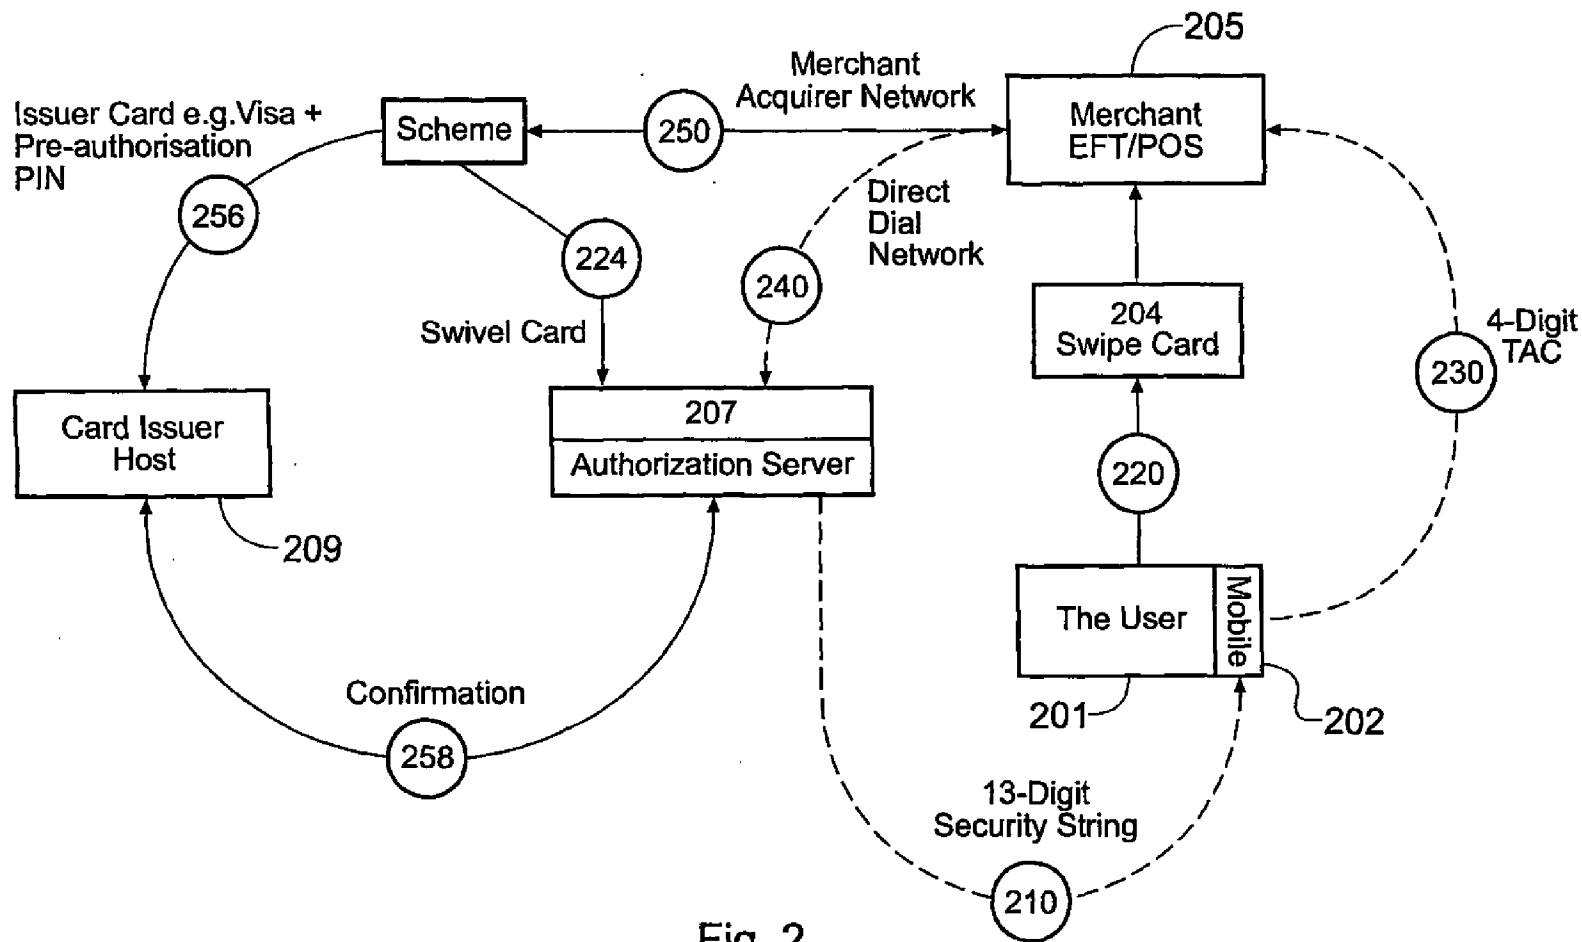 205
Merchant
Acquirer Network
Issuer Card e.g.Visa +
Pre-authorisation
PIN
Scheme
250
Merchant
EFT/POS
Direct
Dial
Network
256
224
240
204
Swipe Card
4-Digit
TAC
230
Swivel Card
Card Issuer
Host
207
Authorization Server
220
209
The User
Mobile
201
202
Confirmation
258
13-Digit
Security String
210
Fig. 2